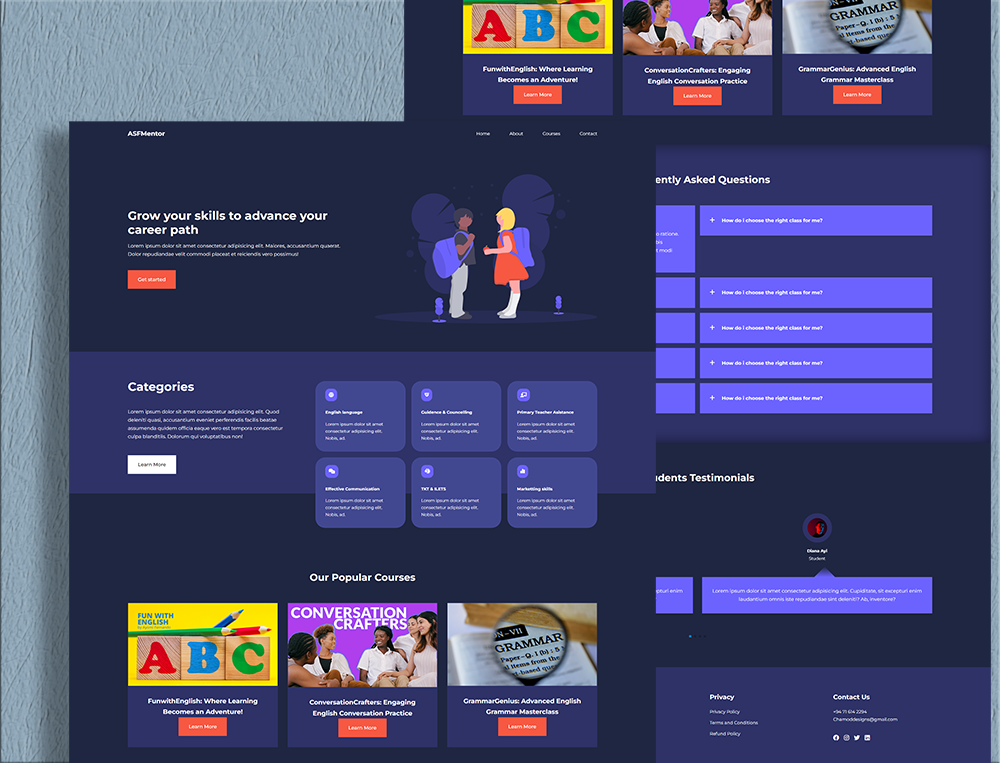 ABC
GRAMMAR
FunwithEnglish: Where Learning
Becomes an Adventure!
Learn More
ConversationCrafters: Engaging
English Conversation Practice
Learn More
GrammarGenius: Advanced English
Grammar Masterclass
Learn More
ASFMentor
Home About Courses Contact
Grow your skills to advance your
career path
Lorem ipsum dolor sit amet consectetur adipisicing elit. Maiores, accusantium quaerat.
Dolor repudiandae velit commodi placeat et reiciendis vero possimus!
Get started
ently Asked Questions
o ratione.
bis
t modi
+ How do i choose the right class for me?
+ How do i choose the right class for me?
+ How do i choose the right class for me?
+ How do i choose the right class for me?
+ How do i choose the right class for me?
Categories
Lorem ipsum dolor sit amet consectetur adipisicing elit. Quod
deleniti quasi, accusantium eveniet perferendis facilis beatae
assumenda quidem officia eaque vero est tempora consectetur
culpa blanditiis. Dolorum qui voluptatibus non!
Learn More
English language
Lorem ipsum dolor sit amet
consectetur adipisicing elit.
Nobis, ad.
Guidence & Councelling
Lorem ipsum dolor sit amet
consectetur adipisicing elit.
Nobis, ad.
Primary Teacher Asistance
Lorem ipsum dolor sit amet
consectetur adipisicing elit.
Nobis, ad.
Effective Communication
Lorem ipsum dolor sit amet
consectetur adipisicing elit.
Nobis, ad.
TKT & ILETS
Lorem ipsum dolor sit amet
consectetur adipisicing elit.
Nobis, ad.
Marketting skills
Lorem ipsum dolor sit amet
consectetur adipisicing elit.
Nobis, ad.
udents Testimonials
Diana Ayi
Student
epturi enim
Lorem ipsum dolor sit amet consectetur adipisicing elit. Cupiditate, sit excepturi enim
laudantium omnis iste repudiandae sint deleniti? Ab, inventore?
Our Popular Courses
FUN WITH
ENGLISH
ABC
FunwithEnglish: Where Learning
Becomes an Adventure!
Learn More
CONVERSATION
CRAFTERS
ConversationCrafters: Engaging
English Conversation Practice
Learn More
ON-VII
GRAMMAR
Paper-Q. I (b) : 5
t-based que
GrammarGenius: Advanced English
Grammar Masterclass
Learn More
Privacy
Privacy Policy
Terms and Conditions
Refund Policy
Contact Us
+94 71 614 2294
Chamoddesigns@gmail.com